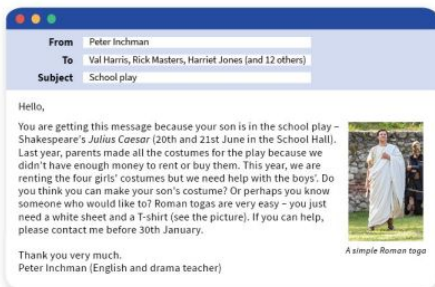 From Peter Inchman
To Val Harris, Rick Masters, Harriet Jones (and 12 others)
Subject School play
Hello,
You are getting this message because your son is in the school play –
Shakespeare's Julius Caesar (20th and 21st June in the School Hall).
Last year, parents made all the costumes for the play because we
didn't have enough money to rent or buy them. This year, we are
renting the four girls' costumes but we need help with the boys'. Do
you think you can make your son's costume? Or perhaps you know
someone who would like to? Roman togas are very easy – you just
need a white sheet and a T-shirt (see the picture). If you can help,
please contact me before 30th January.
A simple Roman toga
Thank you very much.
Peter Inchman (English and drama teacher)